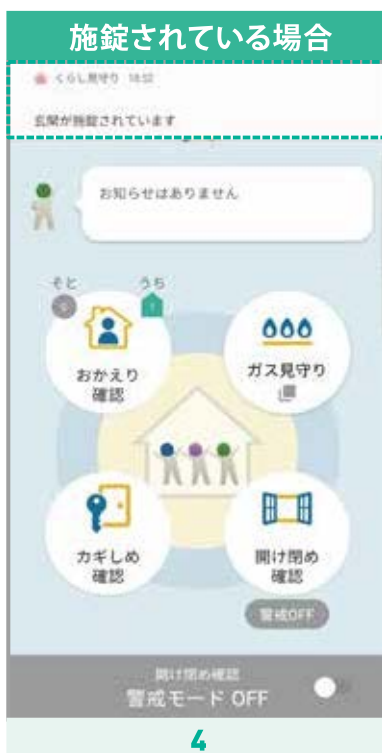 施錠されている場合
くらし見守り 18:52
玄関が施錠されています
お知らせはありません
そと
うち
おかえり
確認
ガス見守り
カギしめ
確認
開け閉め
確認
警戒OFF
開け閉め確認
警戒モード OFF
4